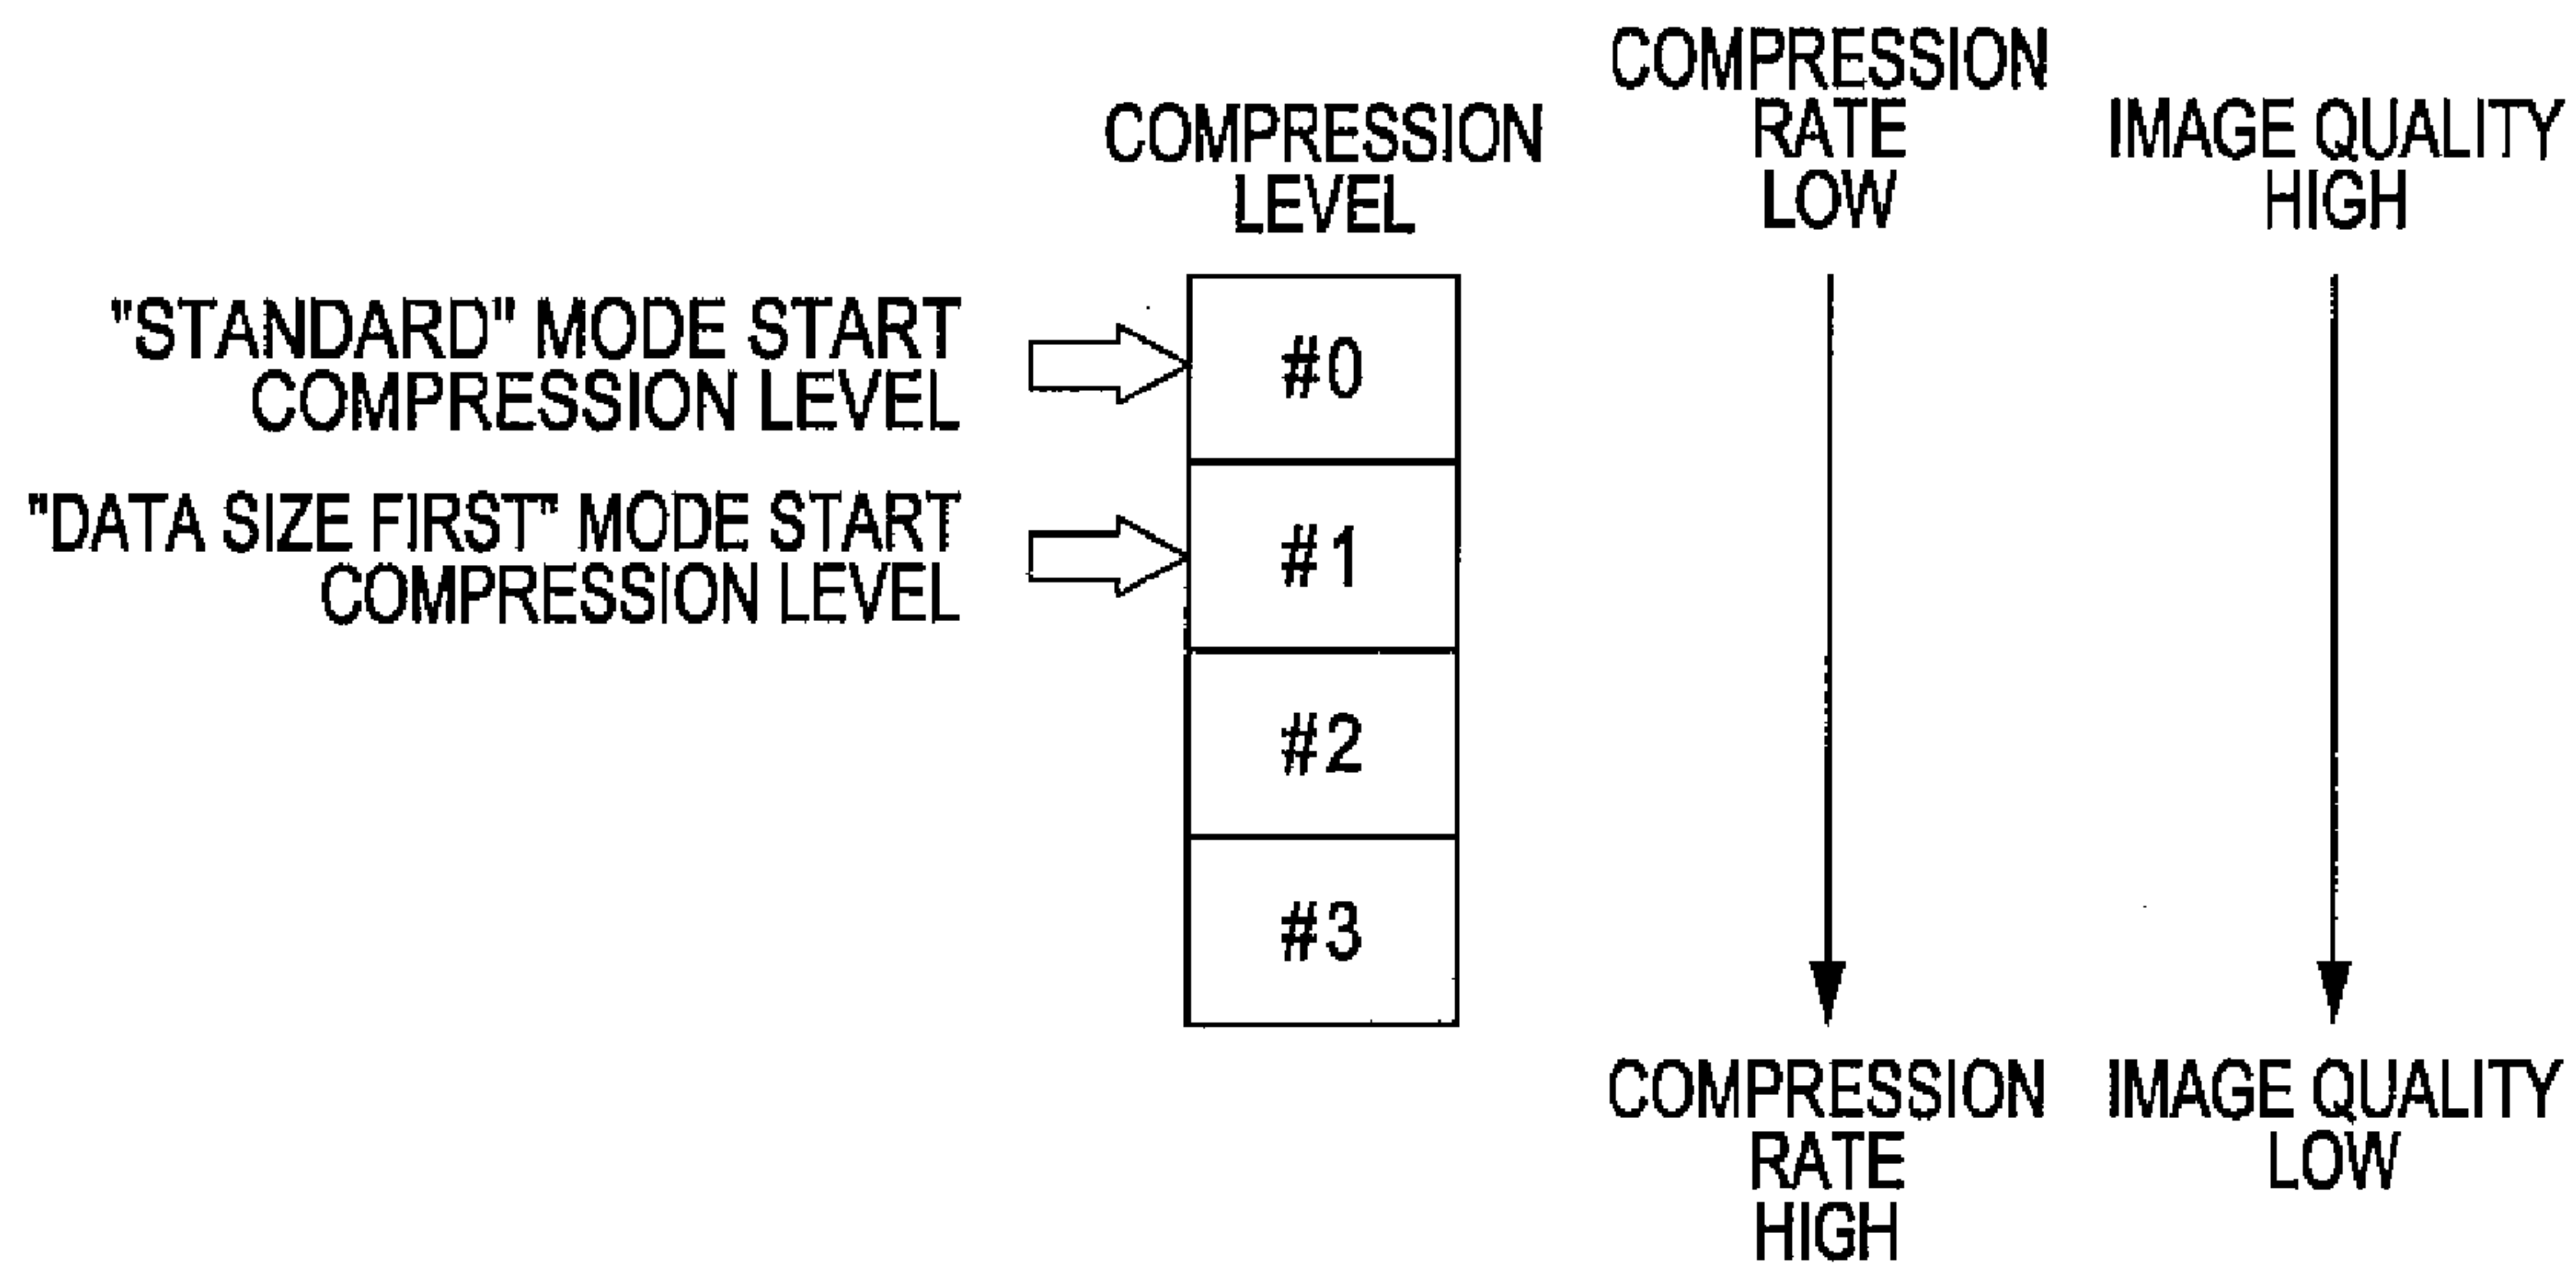 COMPRESSION
LEVEL
COMPRESSION
RATE
LOW
IMAGE QUALITY
HIGH
"STANDARD" MODE START
COMPRESSION LEVEL
#0
"DATA SIZE FIRST" MODE START
COMPRESSION LEVEL
#1
#2
#3
COMPRESSION
RATE
HIGH
IMAGE QUALITY
LOW